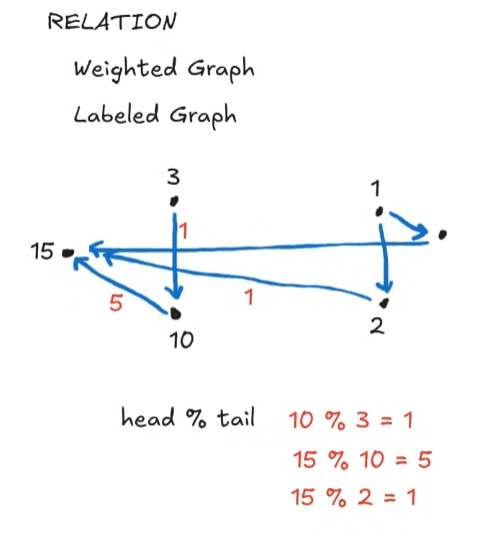 RELATION
Weighted Graph
Labeled Graph
3
1
1
15
5
1
10
2
head % tail 10 % 3 = 1
15 % 10 = 5
15 % 2 = 1